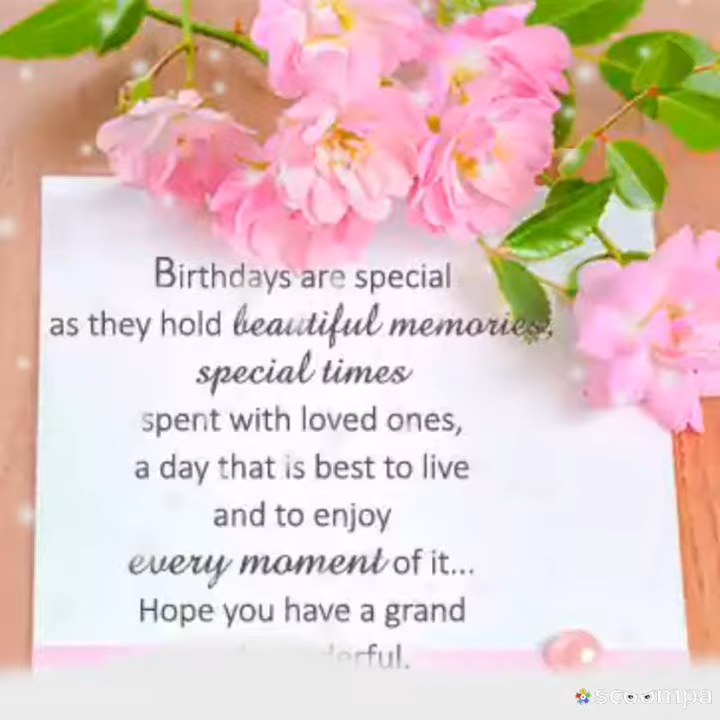 Birthdays are special
as they hold beautiful memories,
special times
spent with loved ones,
a day that is best to live
and to enjoy
every moment of it...
Hope you have a grand
scoompa